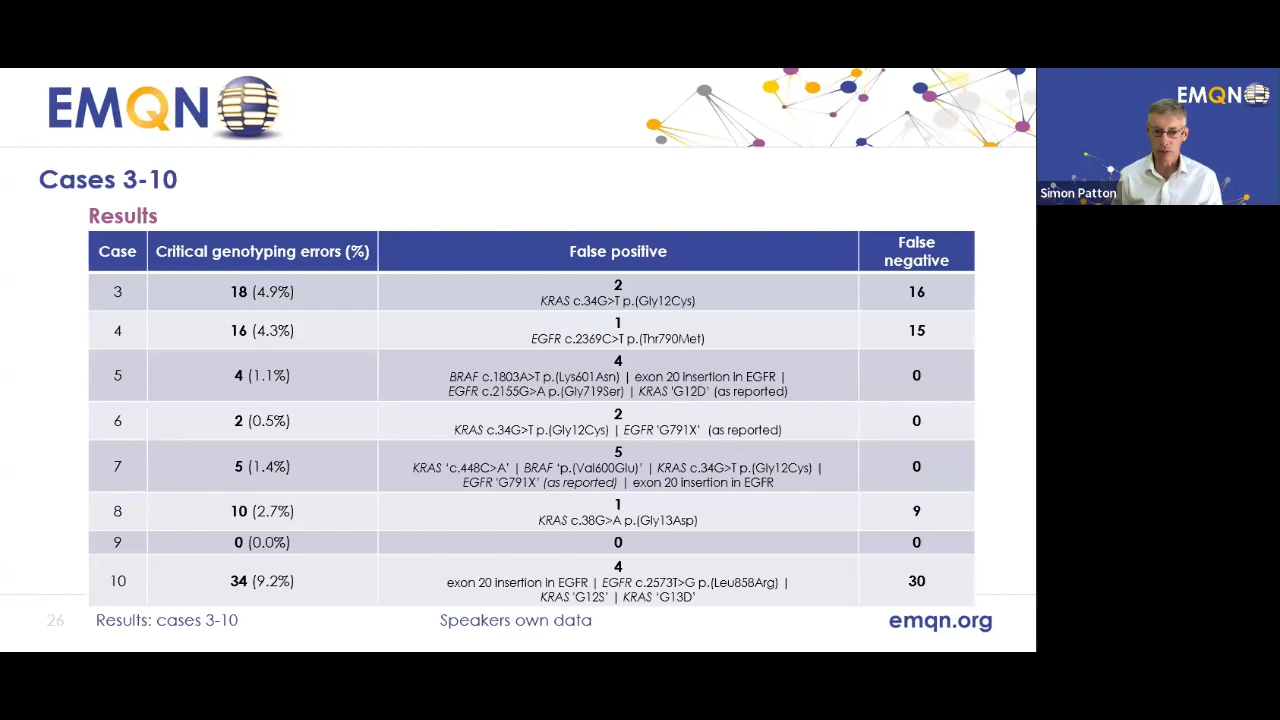 EMQN
EMQN
Simon Patton
Cases 3-10
Results
Case Critical genotyping errors (%) False positive False negative
3 18 (4.9%) 2 16
KRAS c.34G>T p.(Gly12Cys)
4 16 (4.3%) 1 15
EGFR c.2369C>T p.(Thr790Met)
5 4 (1.1%) 4 0
BRAF c.1803A>T p.(Lys601Asn) | exon 20 insertion in EGFR |
EGFR c.2155G>A p.(Gly719Ser) | KRAS 'G12D' (as reported)
6 2 (0.5%) 2 0
KRAS c.34G>T p.(Gly12Cys) | EGFR 'G791X' (as reported)
7 5 (1.4%) 5 0
KRAS 'c.448C>A' | BRAF 'p.(Val600Glu)' | KRAS c.34G>T p.(Gly12Cys) |
EGFR 'G791X' (as reported) | exon 20 insertion in EGFR
8 10 (2.7%) 1 9
KRAS c.38G>A p.(Gly13Asp)
9 0 (0.0%) 0 0
10 34 (9.2%) 4 30
exon 20 insertion in EGFR | EGFR c.2573T>G p.(Leu858Arg) |
KRAS 'G12S' | KRAS 'G13D'
26 Results: cases 3-10 Speakers own data emqn.org